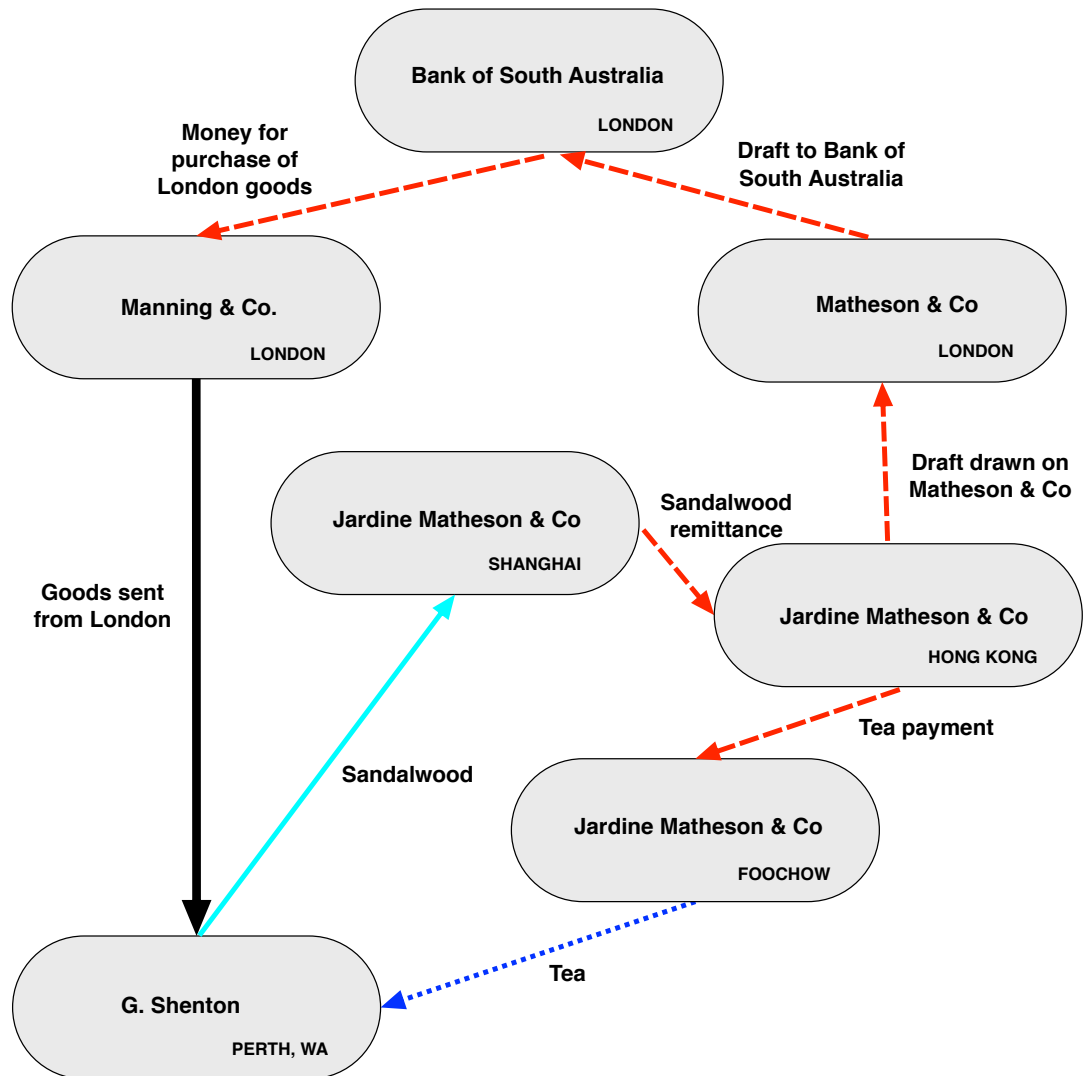 Bank of South Australia
LONDON
Money for
purchase of
London goods
Draft to Bank of
South Australia
Manning & Co.
LONDON
Matheson & Co
LONDON
Draft drawn on
Matheson & Co
Jardine Matheson & Co
SHANGHAI
Sandalwood
remittance
Goods sent
from London
Jardine Matheson & Co
HONG KONG
Tea payment
Sandalwood
Jardine Matheson & Co
FOOCHOW
Tea
G. Shenton
PERTH, WA